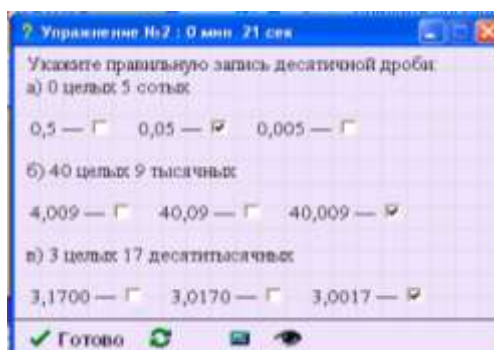 ? Упражнение №2 : 0 мин 21 сек
Укажите правильную запись десятичной дроби:
а) 0 целых 5 сотых
0,5 — 0,05 — 0,005 —
б) 40 целых 9 тысячных
4,009 — 40,09 — 40,009 —
в) 3 целых 17 десятитысячных
3,1700 — 3,0170 — 3,0017 —
Готово